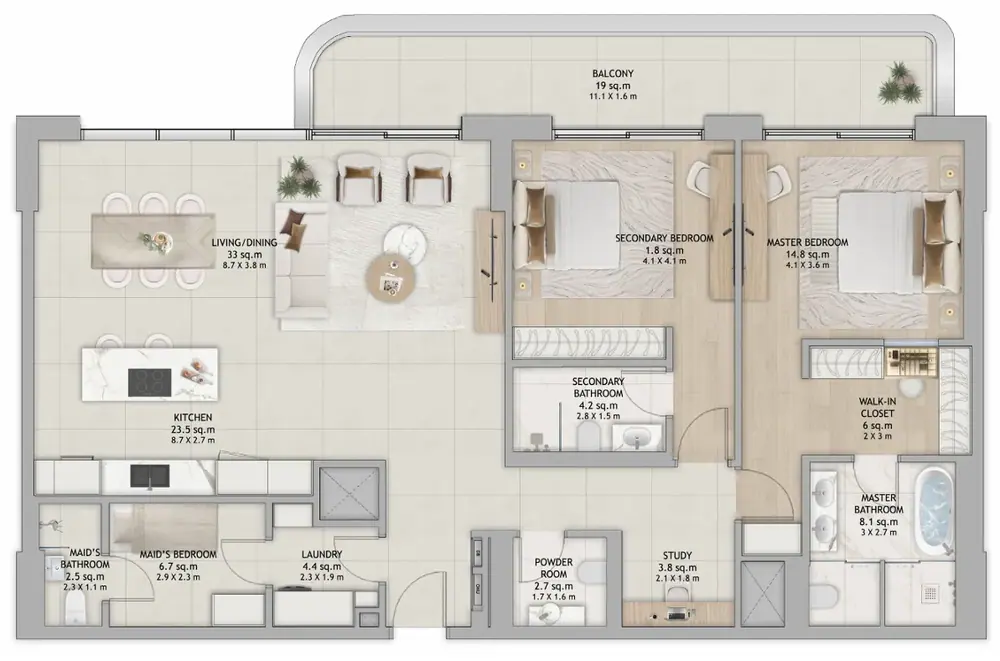 BALCONY
19 sq.m
11.1 X 1.6 m
LIVING/DINING
33 sq.m
8.7 X 3.8 m
SECONDARY BEDROOM
1.8 sq.m
4.1 X 4.1 m
MASTER BEDROOM
14.8 sq.m
4.1 X 3.6 m
KITCHEN
23.5 sq.m
8.7 X 2.7 m
SECONDARY
BATHROOM
4.2 sq.m
2.8 X 1.5 m
WALK-IN
CLOSET
6 sq.m
2 X 3 m
MASTER
BATHROOM
8.1 sq.m
3 X 2.7 m
MAID'S
BATHROOM
2.5 sq.m
2.3 X 1.1 m
MAID'S BEDROOM
6.7 sq.m
2.9 X 2.3 m
LAUNDRY
4.4 sq.m
2.3 X 1.9 m
POWDER
ROOM
2.7 sq.m
1.7 X 1.6 m
STUDY
3.8 sq.m
2.1 X 1.8 m